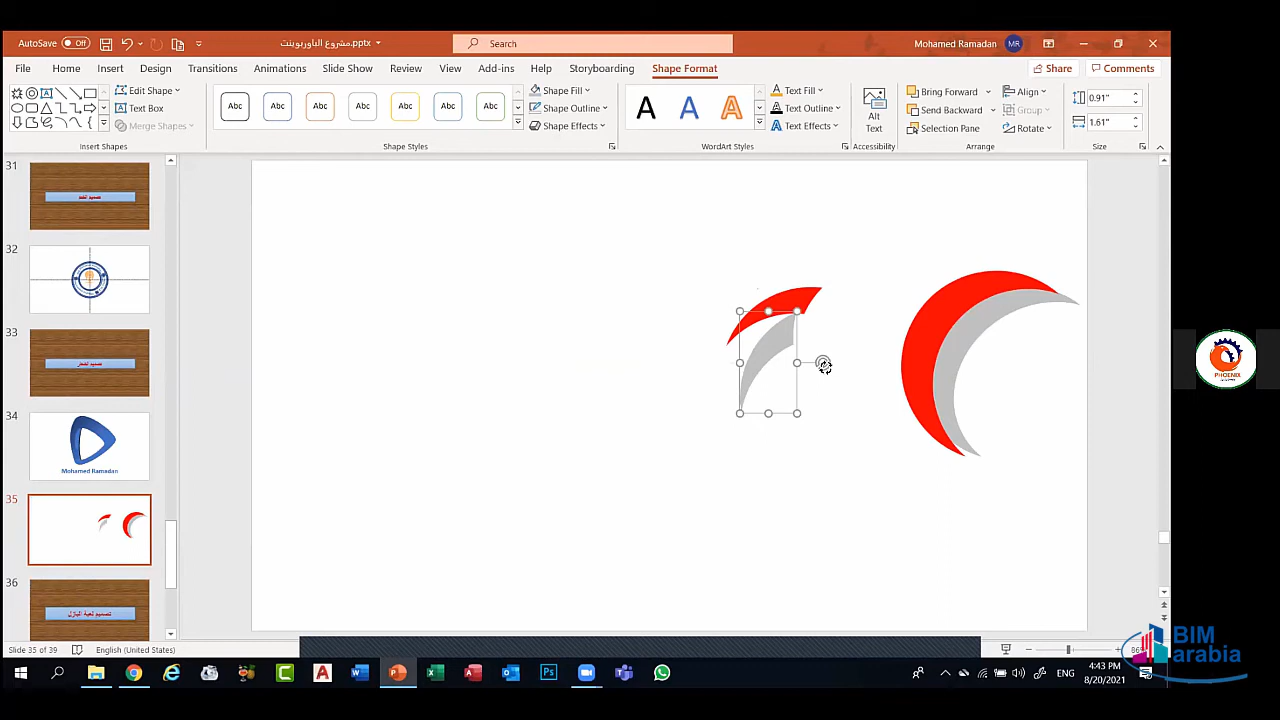 AutoSave Off مشروع الباوربوينت.pptx Search Mohamed Ramadan MR
File Home Insert Design Transitions Animations Slide Show Review View Add-ins Help Storyboarding Shape Format Share Comments
Edit Shape
Text Box
Merge Shapes
Insert Shapes
Abc Abc Abc Abc Abc Abc Abc
Shape Fill
Shape Outline
Shape Effects
Shape Styles
A A A
Text Fill
Text Outline
Text Effects
WordArt Styles
Alt
Text
Accessibility
Bring Forward
Send Backward
Selection Pane
Align
Group
Rotate
Arrange
0.91"
1.61"
Size
31
32
33
34
Mohamed Ramadan
35
36
PHOENIX
Slide 35 of 39 English (United States)
BIM
arabia
ENG
4:43 PM
8/20/2021